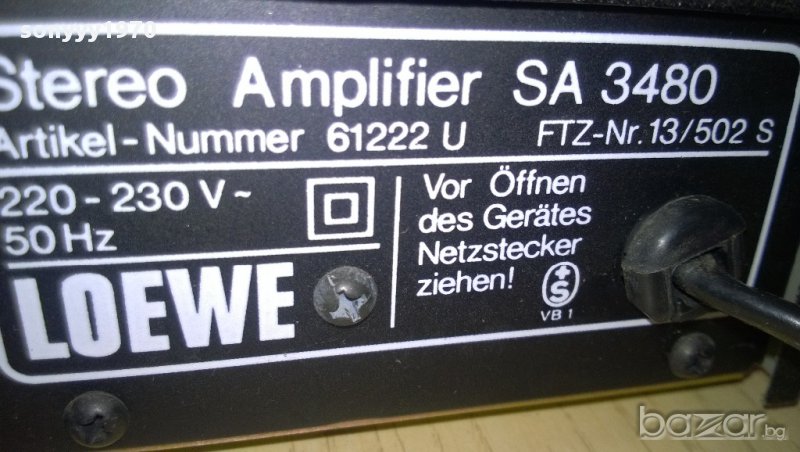 sonyyy1970
Stereo Amplifier SA 3480
Artikel-Nummer 61222 U FTZ-Nr. 13/502 S
220-230 V~
50 Hz
LOEWE
Vor Öffnen
des Gerätes
Netzstecker
ziehen!
+S
VB 1
bazar.bg